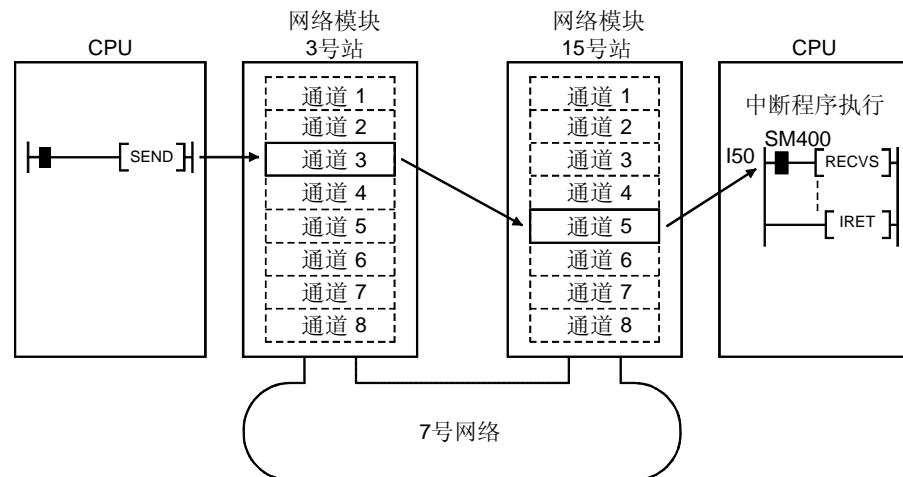 CPU
网络模块
3号站
网络模块
15号站
CPU
SEND
通道 1
通道 2
通道 3
通道 4
通道 5
通道 6
通道 7
通道 8
通道 1
通道 2
通道 3
通道 4
通道 5
通道 6
通道 7
通道 8
中断程序执行
SM400
I50
RECVS
IRET
7号网络